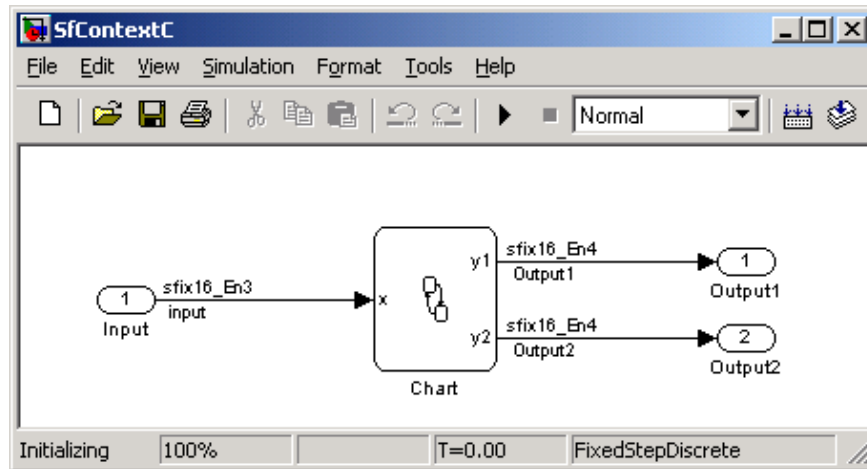 SfContextC
File Edit View Simulation Format Tools Help
Normal
sfix16_En3
input
1
Input
x
y1
y2
Chart
sfix16_En4
Output1
1
Output1
sfix16_En4
Output2
2
Output2
Initializing 100% T=0.00 FixedStepDiscrete